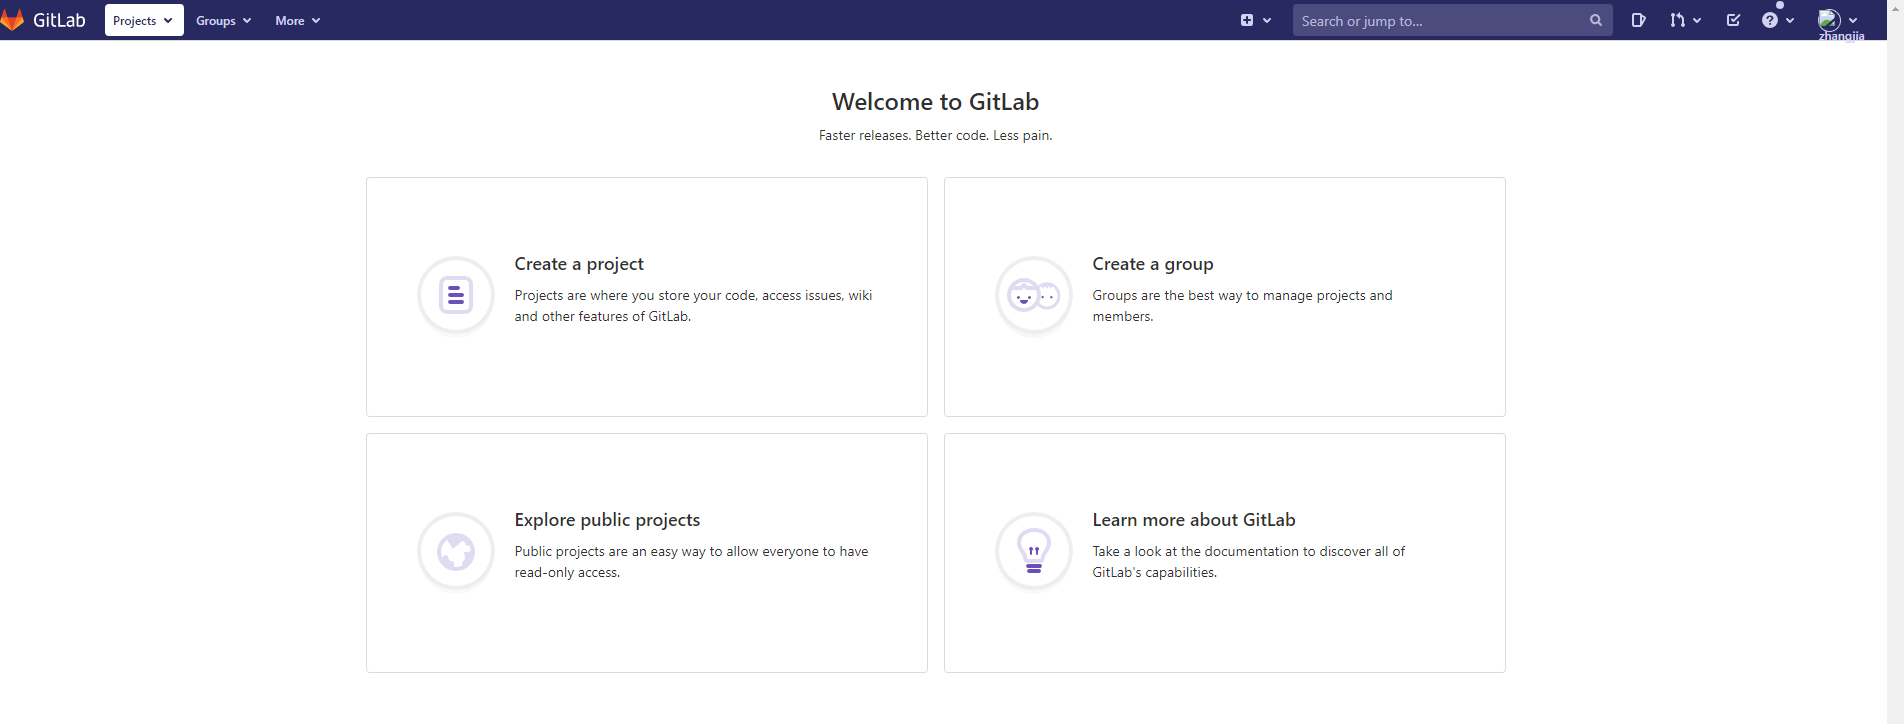 GitLab Projects Groups More Search or jump to... zhangjia
Welcome to GitLab
Faster releases. Better code. Less pain.
Create a project
Projects are where you store your code, access issues, wiki
and other features of GitLab.
Create a group
Groups are the best way to manage projects and
members.
Explore public projects
Public projects are an easy way to allow everyone to have
read-only access.
Learn more about GitLab
Take a look at the documentation to discover all of
GitLab's capabilities.